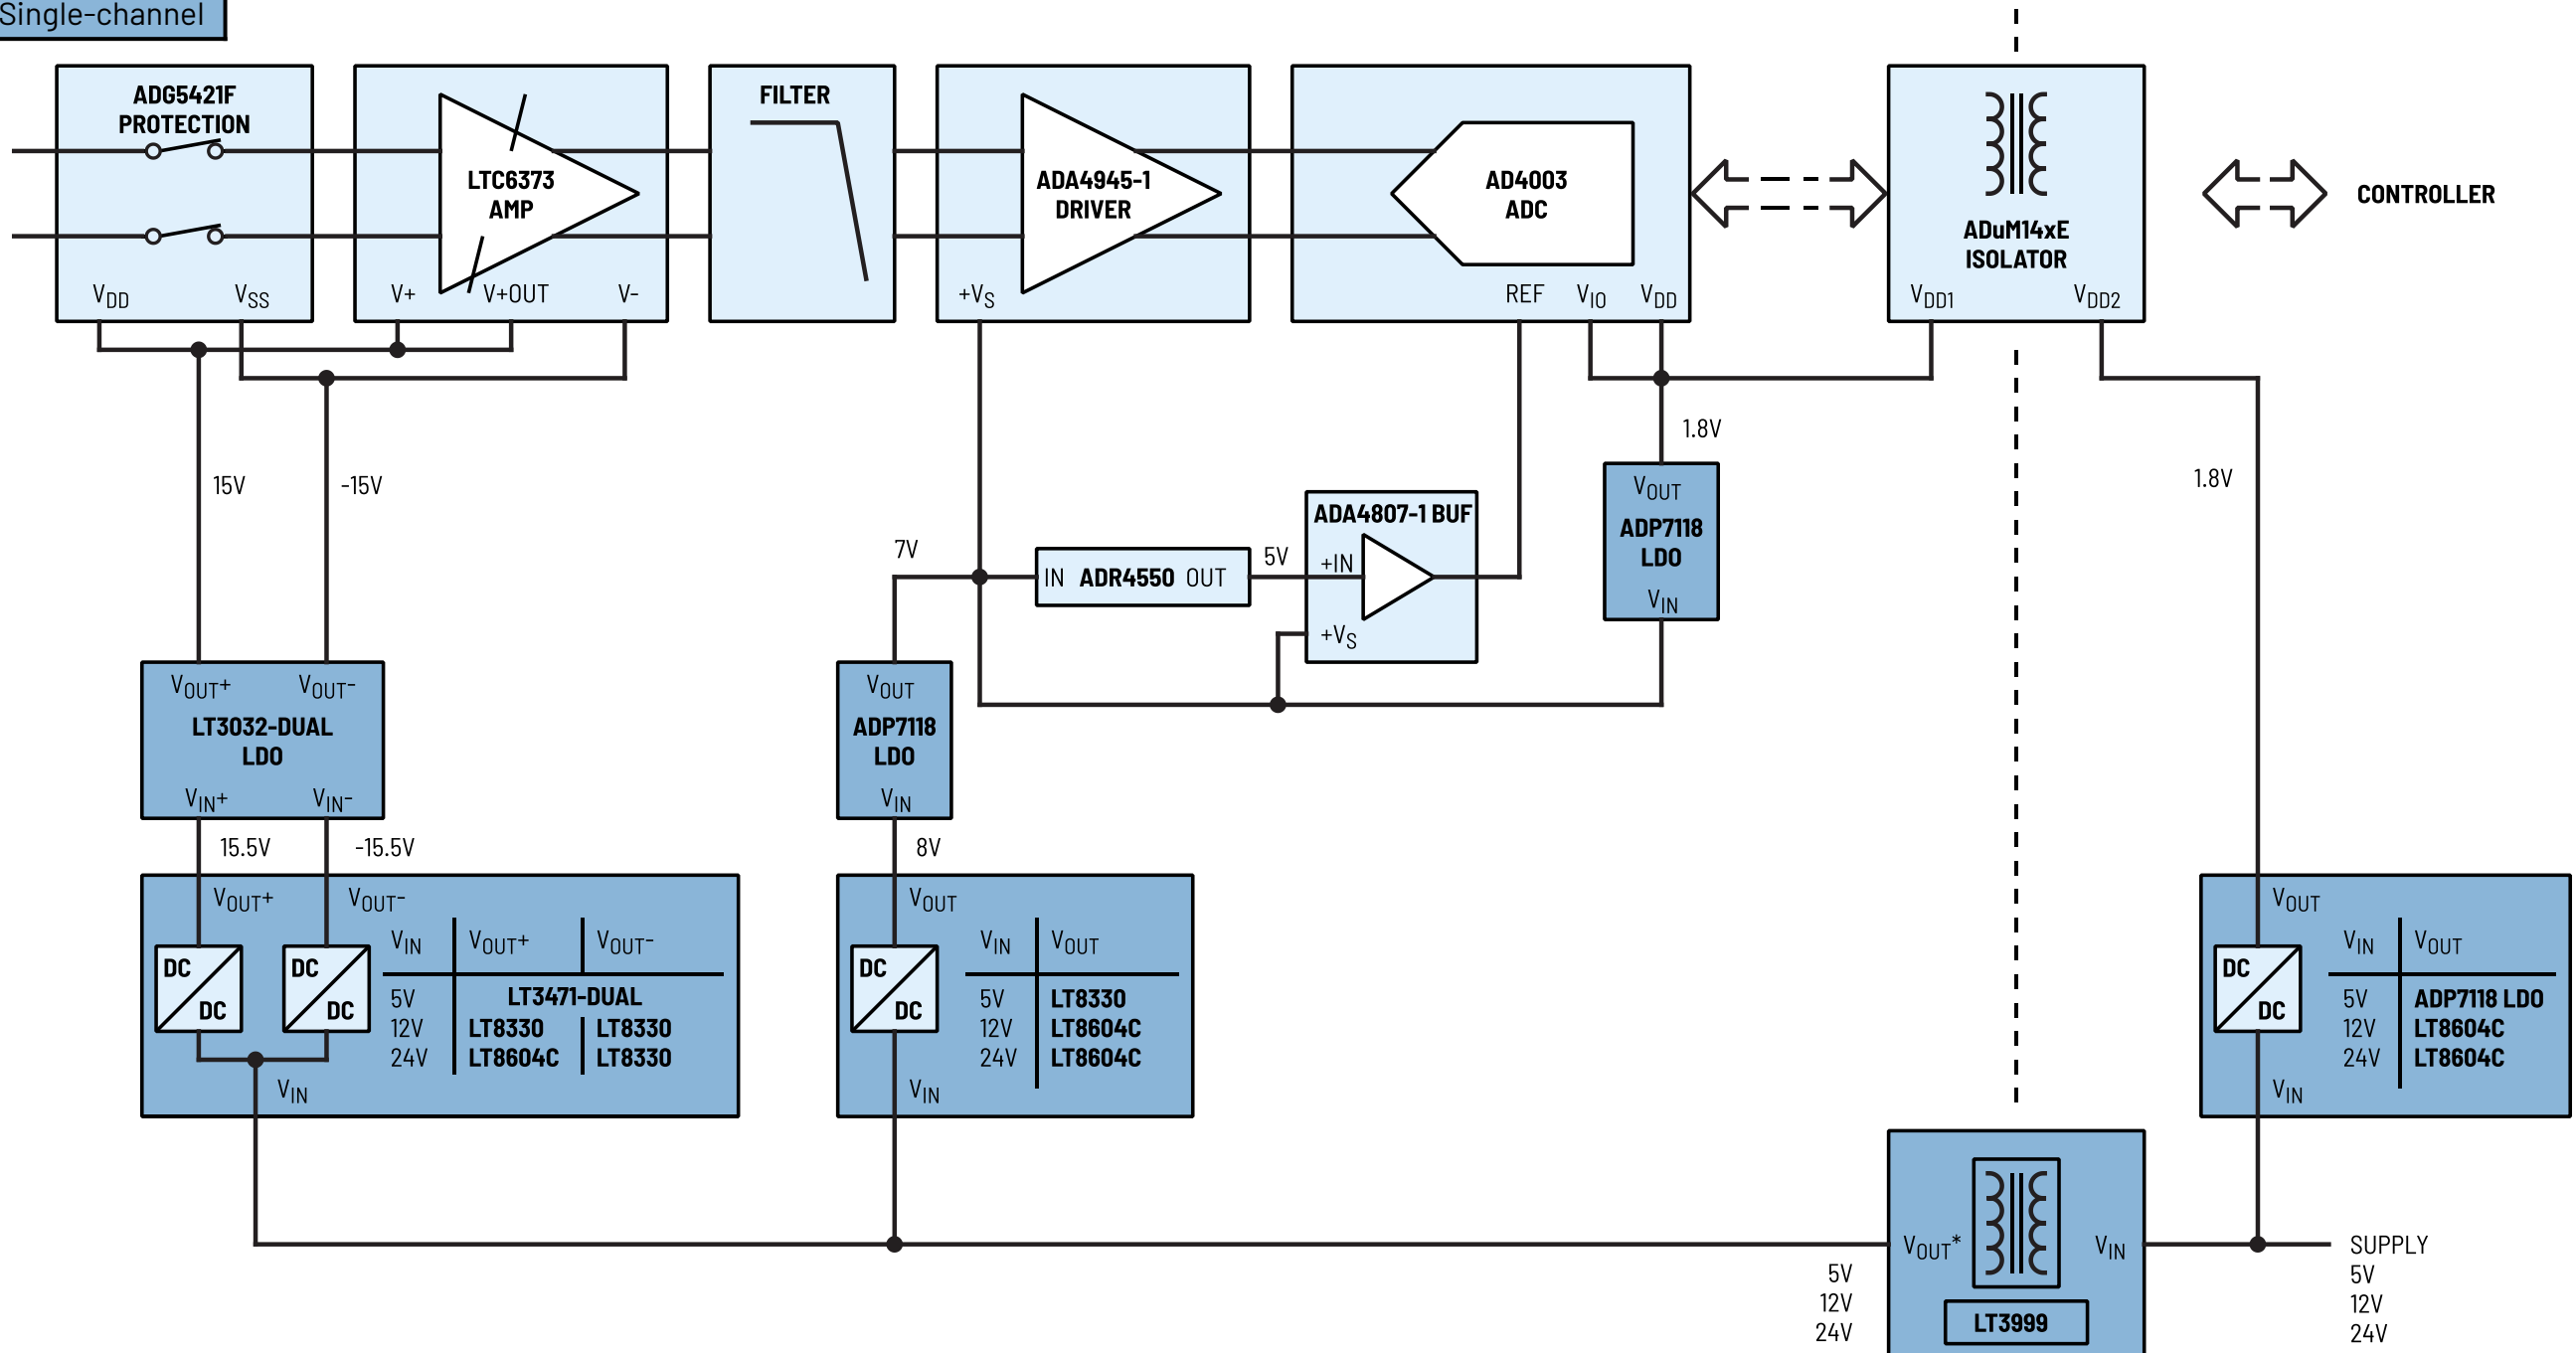 Single-channel
ADG5421F
PROTECTION
VDD
VSS
LTC6373
AMP
V+
V+OUT
V-
FILTER
ADA4945-1
DRIVER
+VS
AD4003
ADC
REF
VIO
VDD
ADuM14xE
ISOLATOR
VDD1
VDD2
CONTROLLER
15V
-15V
7V
IN ADR4550 OUT
5V
ADA4807-1 BUF
+IN
+VS
1.8V
VOUT
ADP7118
LDO
VIN
1.8V
VOUT+ VOUT-
LT3032-DUAL
LDO
VIN+ VIN-
15.5V
-15.5V
VOUT
ADP7118
LDO
VIN
8V
VOUT+ VOUT-
DC
DC
DC
DC
VIN
VIN VOUT+ VOUT-
5V LT3471-DUAL
12V LT8330 LT8330
24V LT8604C LT8330
VOUT
DC
DC
VIN
VIN VOUT
5V LT8330
12V LT8604C
24V LT8604C
VOUT
DC
DC
VIN
VIN VOUT
5V ADP7118 LDO
12V LT8604C
24V LT8604C
VOUT*
VIN
LT3999
5V
12V
24V
SUPPLY
5V
12V
24V